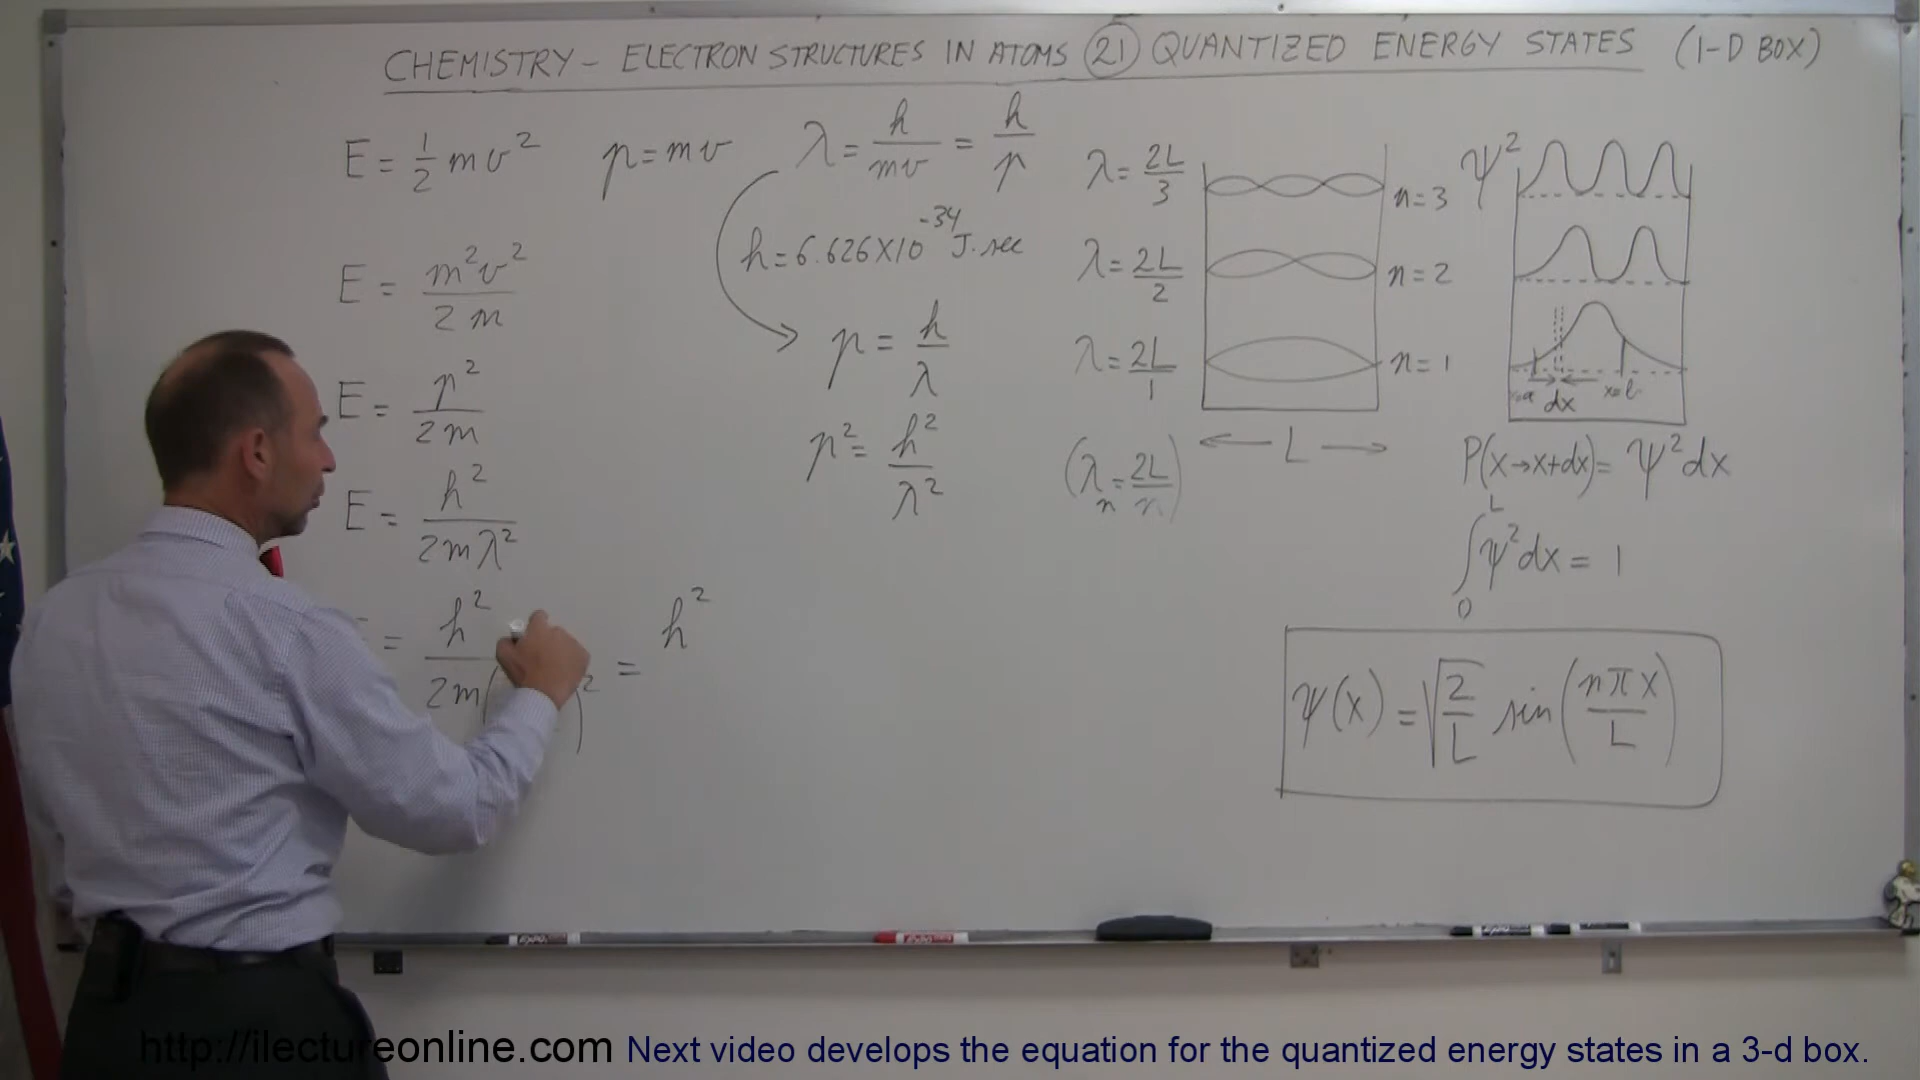 CHEMISTRY - ELECTRON STRUCTURES IN ATOMS (21) QUANTIZED ENERGY STATES (1-D BOX)
E = 1/2 mv² p = mv λ = h/mv = h/p
h = 6.626 X 10⁻³⁴ J·sec
E = m²v²/2m
E = p²/2m
E = h²/2mλ²
= h²/2m( )² = h²
p = h/λ
p² = h²/λ²
λ = 2L/3 n = 3
λ = 2L/2 n = 2
λ = 2L/1 n = 1
(λₙ = 2L/n) L
ψ²
x=a dx x=b
P(x→x+dx) = ψ²dx
∫₀ᴸ ψ²dx = 1
ψ(x) = √(2/L) sin(nπx/L)
http://ilectureonline.com Next video develops the equation for the quantized energy states in a 3-d box.